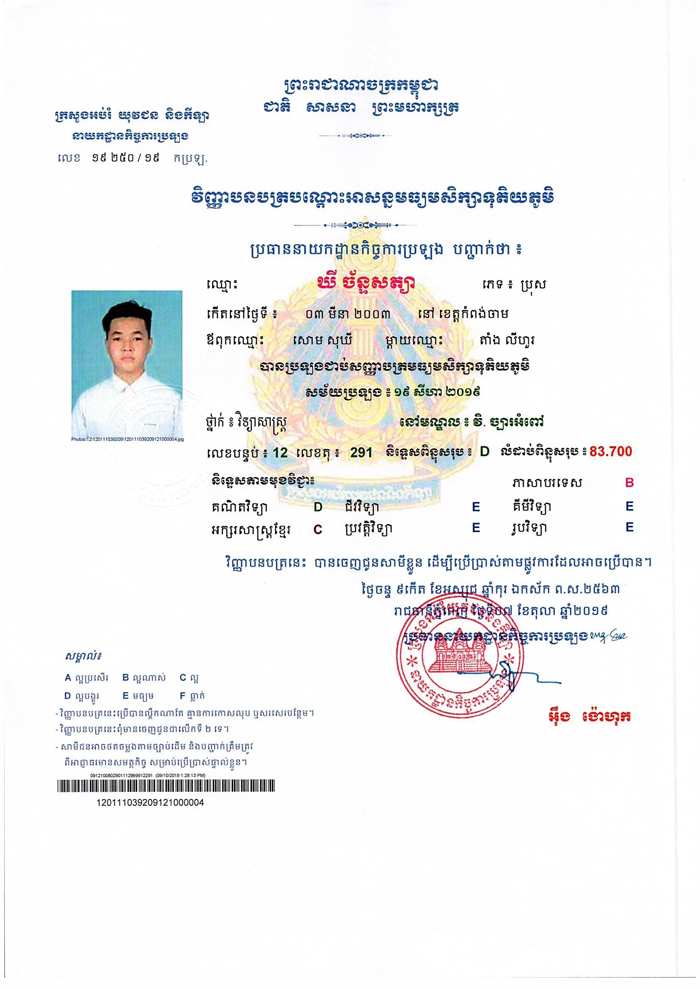 ព្រះរាជាណាចក្រកម្ពុជា
ជាតិ សាសនា ព្រះមហាក្សត្រ
ក្រសួងអប់រំ យុវជន និងកីឡា
នាយកដ្ឋានកិច្ចការប្រឡង
លេខ ១៩ ២៥០ / ១៩ កប្រឡ.
វិញ្ញាបនបត្របណ្ដោះអាសន្នមធ្យមសិក្សាទុតិយភូមិ
ប្រធាននាយកដ្ឋានកិច្ចការប្រឡង បញ្ជាក់ថា ៖
ឈ្មោះ ឃី ច័ន្ទសត្យា ភេទ ៖ ប្រុស
កើតនៅថ្ងៃទី ៖ ០៣ មីនា ២០០៣ នៅ ខេត្តកំពង់ចាម
ឪពុកឈ្មោះ សោម សុឃី ម្ដាយឈ្មោះ តាំង លីហួរ
បានប្រឡងជាប់សញ្ញាបត្រមធ្យមសិក្សាទុតិយភូមិ
សម័យប្រឡង ៖ ១៩ សីហា ២០១៩
ថ្នាក់ ៖ វិទ្យាសាស្ត្រ នៅមណ្ឌល ៖ វិ. ច្បារអំពៅ
លេខបន្ទប់ ៖ 12 លេខតុ ៖ 291 និទ្ទេសពិន្ទុសរុប ៖ D លំដាប់ពិន្ទុសរុប ៖ 83.700
និទ្ទេសតាមមុខវិជ្ជា៖ ភាសាបរទេស B
គណិតវិទ្យា D ជីវវិទ្យា E គីមីវិទ្យា E
អក្សរសាស្ត្រខ្មែរ C ប្រវត្តិវិទ្យា E រូបវិទ្យា E
វិញ្ញាបនបត្រនេះ បានចេញជូនសាមីខ្លួន ដើម្បីប្រើប្រាស់តាមផ្លូវការដែលអាចប្រើបាន។
ថ្ងៃចន្ទ ៩កើត ខែអស្សុជ ឆ្នាំកុរ ឯកស័ក ព.ស.២៥៦៣
រាជធានីភ្នំពេញ ថ្ងៃទី០៧ ខែតុលា ឆ្នាំ២០១៩
ប្រធាននាយកដ្ឋានកិច្ចការប្រឡង
អ៊ឹង ង៉ោហុក
សម្គាល់៖
A ល្អប្រសើរ B ល្អណាស់ C ល្អ
D ល្អបង្គួរ E មធ្យម F ធ្លាក់
- វិញ្ញាបនបត្រនេះប្រើបានល្គឹកណាតែ គ្មានការកោសលុប ឬសរសេរបន្ថែម។
- វិញ្ញាបនបត្រនេះពុំមានចេញជូនជាលើកទី ២ ទេ។
- សាមីជនអាចថតចម្លងតាមច្បាប់ដើម និងបញ្ជាក់ត្រឹមត្រូវ
ពីអាជ្ញាធរមានសមត្ថកិច្ច សម្រាប់ប្រើប្រាស់ផ្ទាល់ខ្លួន។
(09/10/2019 1:28:13 PM)
120111039209121000004